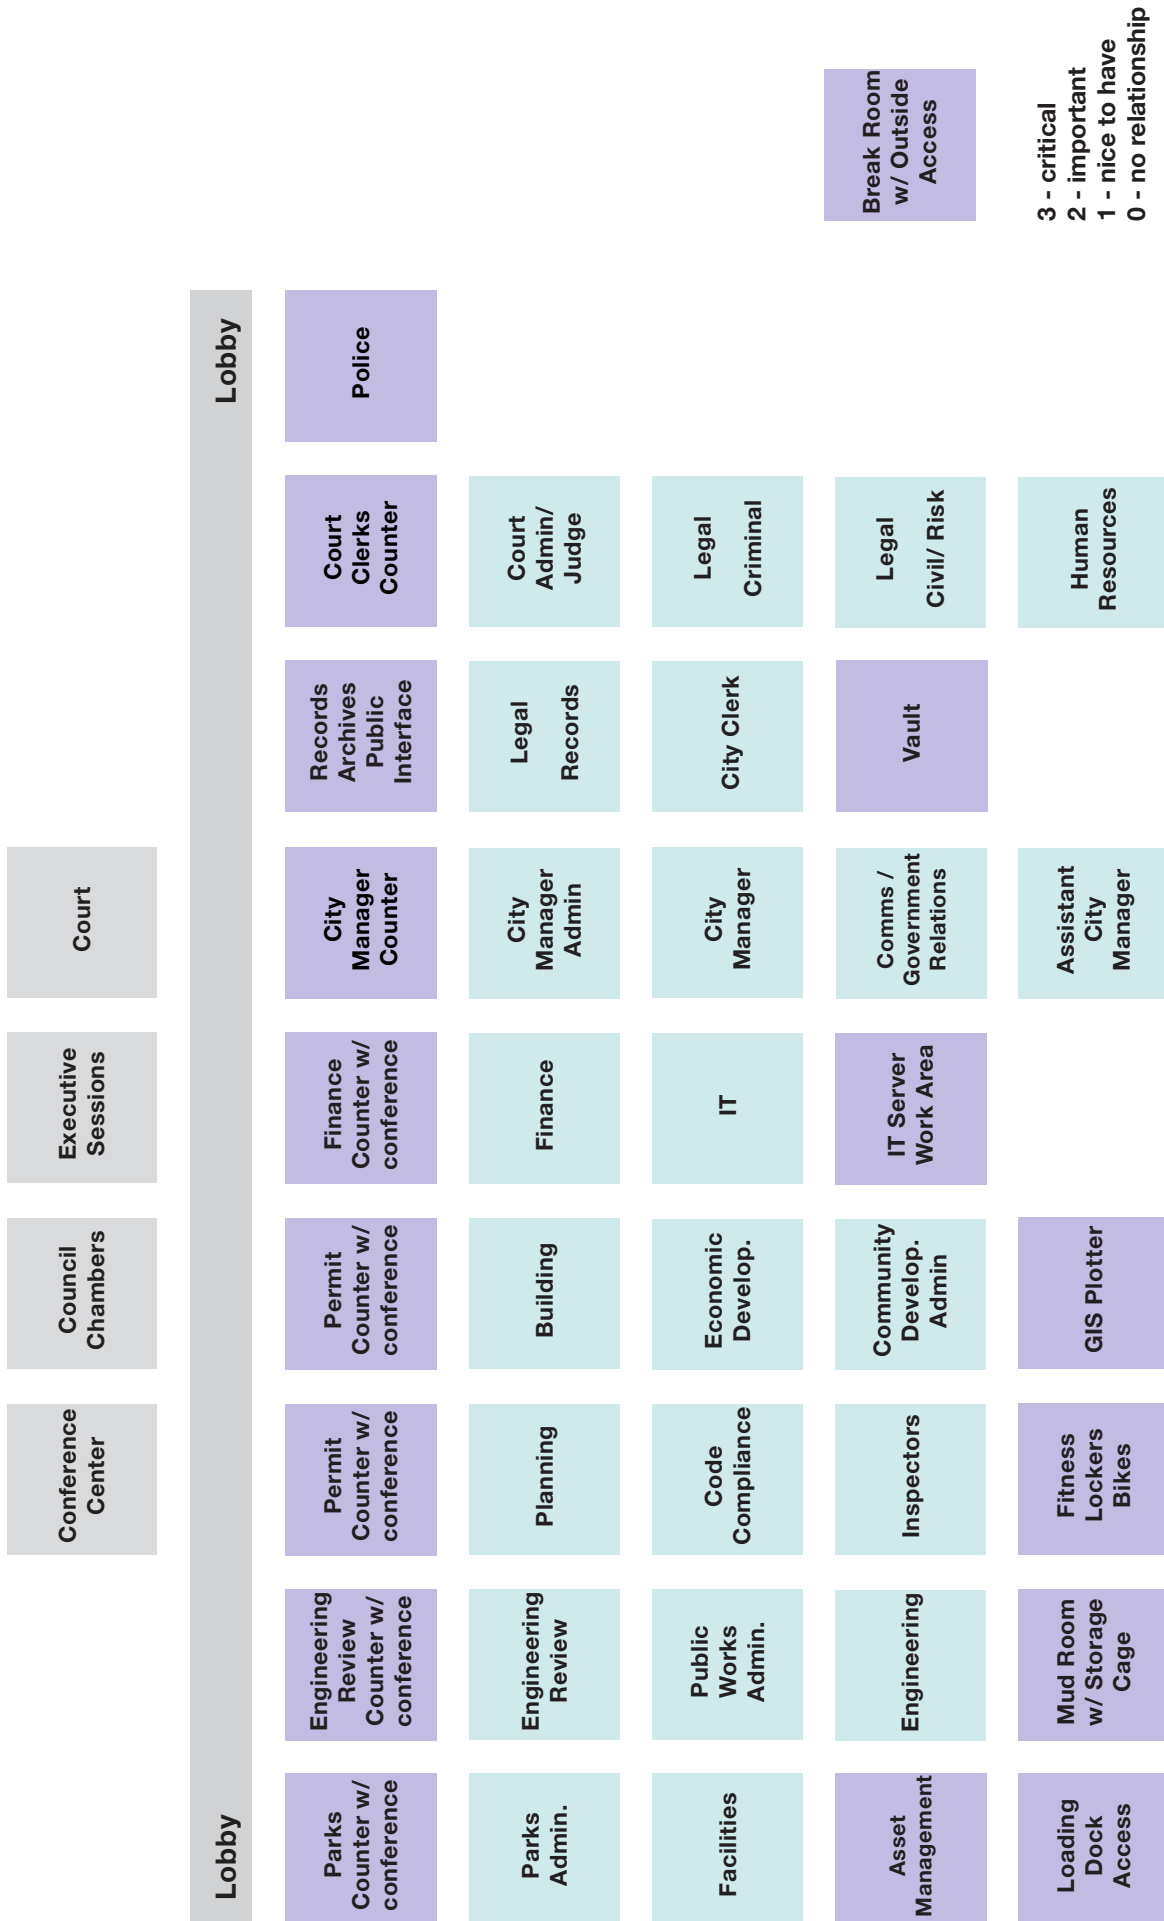 Conference
Center
Council
Chambers
Executive
Sessions
Court
Lobby
Lobby
Parks
Counter w/
conference
Engineering
Review
Counter w/
conference
Permit
Counter w/
conference
Permit
Counter w/
conference
Finance
Counter w/
conference
City
Manager
Counter
Records
Archives
Public
Interface
Court
Clerks
Counter
Police
Parks
Admin.
Engineering
Review
Planning
Building
Finance
City
Manager
Admin
Legal
Records
Court
Admin/
Judge
Facilities
Public
Works
Admin.
Code
Compliance
Economic
Develop.
IT
City
Manager
City Clerk
Legal
Criminal
Asset
Management
Engineering
Inspectors
Community
Develop.
Admin
IT Server
Work Area
Comms /
Government
Relations
Vault
Legal
Civil/ Risk
Break Room
w/ Outside
Access
Loading
Dock
Access
Mud Room
w/ Storage
Cage
Fitness
Lockers
Bikes
GIS Plotter
Assistant
City
Manager
Human
Resources
3 - critical
2 - important
1 - nice to have
0 - no relationship